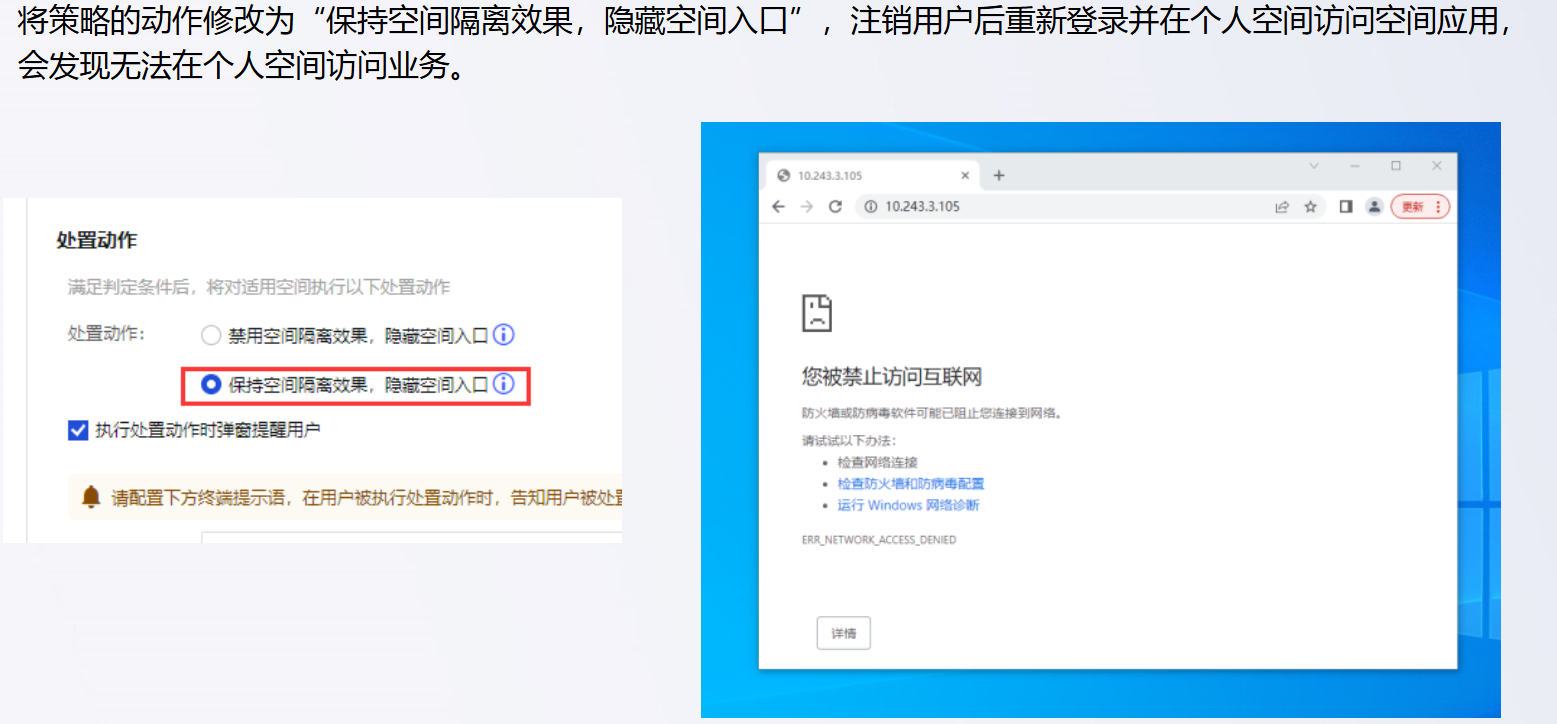 将策略的动作修改为“保持空间隔离效果，隐藏空间入口”，注销用户后重新登录并在个人空间访问空间应用，
会发现无法在个人空间访问业务。
处置动作
满足判定条件后，将对适用空间执行以下处置动作
处置动作：
禁用空间隔离效果，隐藏空间入口
保持空间隔离效果，隐藏空间入口
执行处置动作时弹窗提醒用户
请配置下方终端提示语，在用户被执行处置动作时，告知用户被处置
10.243.3.105
10.243.3.105
更新
您被禁止访问互联网
防火墙或防病毒软件可能已阻止您连接到网络。
请试试以下办法：
• 检查网络连接
• 检查防火墙和防病毒配置
• 运行 Windows 网络诊断
ERR_NETWORK_ACCESS_DENIED
详情